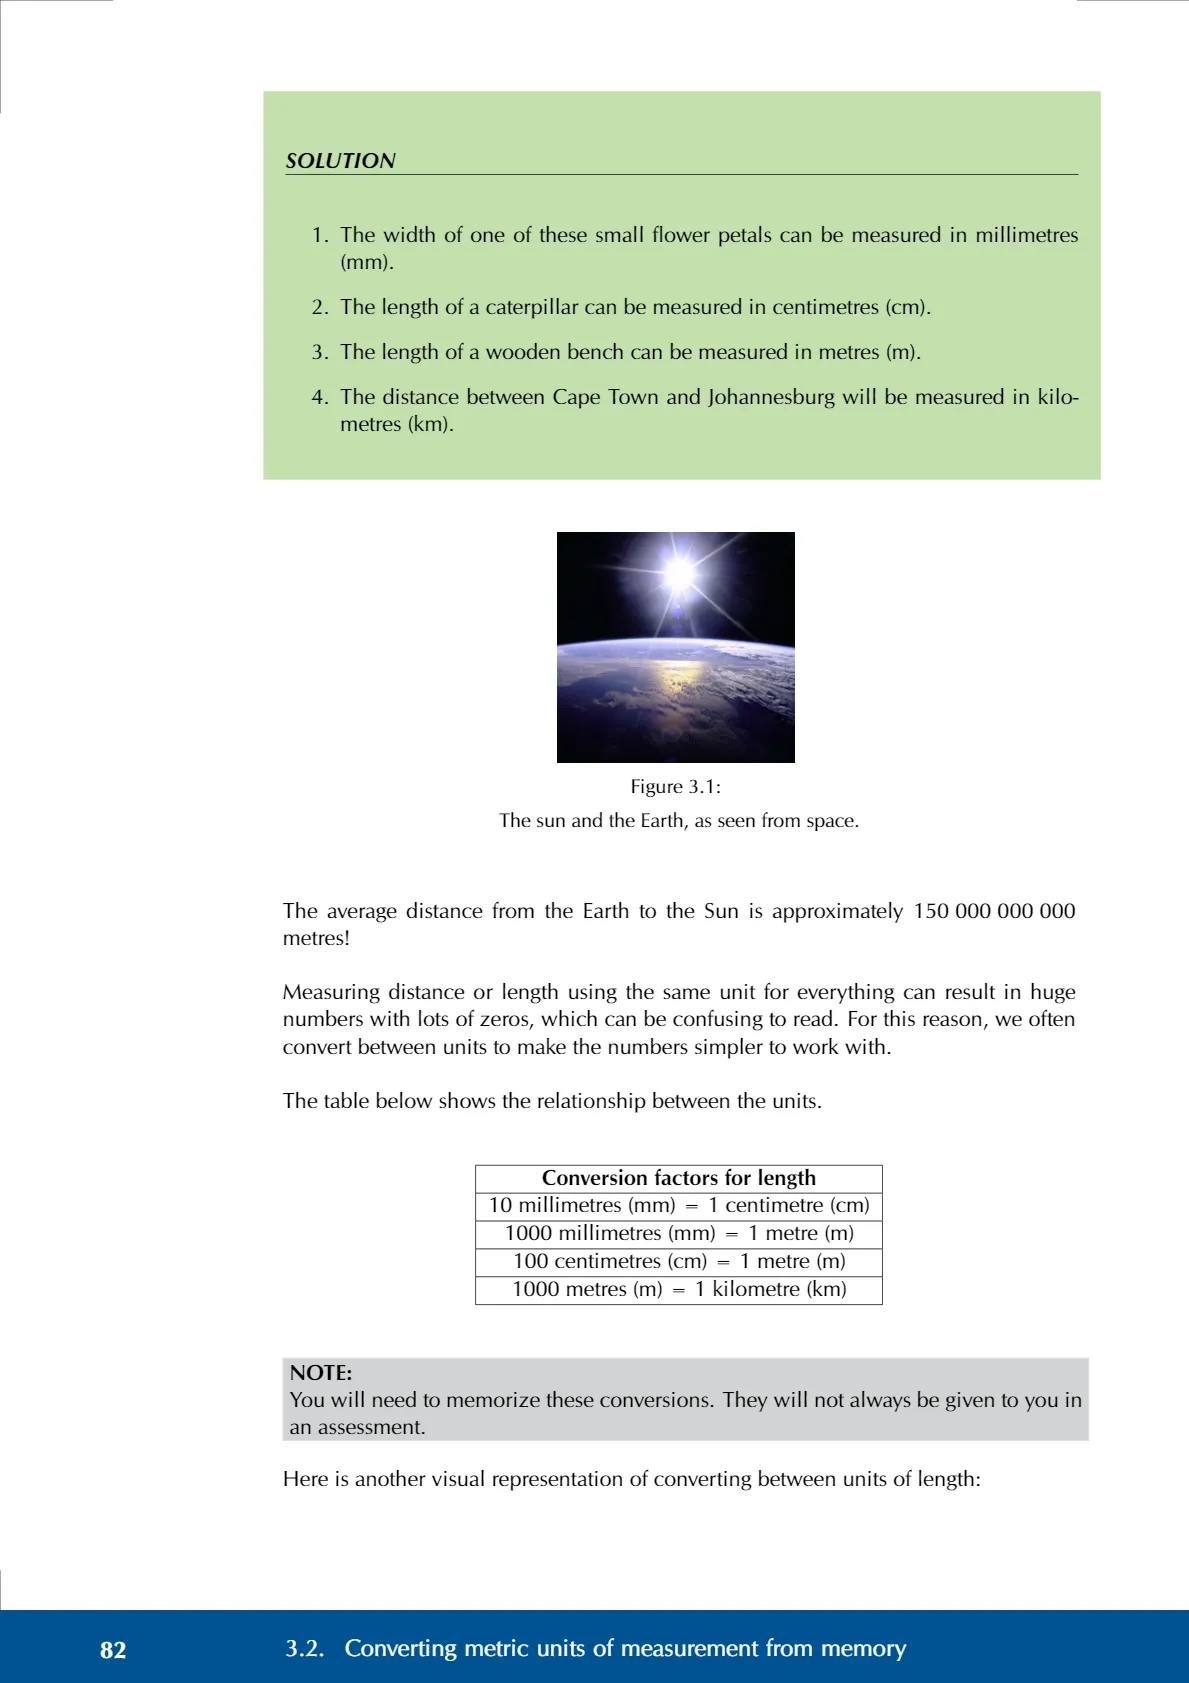 SOLUTION
1. The width of one of these small flower petals can be measured in millimetres
(mm).
2. The length of a caterpillar can be measured in centimetres (cm).
3. The length of a wooden bench can be measured in metres (m).
4. The distance between Cape Town and Johannesburg will be measured in kilo-
metres (km).
Figure 3.1:
The sun and the Earth, as seen from space.
The average distance from the Earth to the Sun is approximately 150 000 000 000
metres!
Measuring distance or length using the same unit for everything can result in huge
numbers with lots of zeros, which can be confusing to read. For this reason, we often
convert between units to make the numbers simpler to work with.
The table below shows the relationship between the units.
Conversion factors for length
10 millimetres (mm) = 1 centimetre (cm)
1000 millimetres (mm) = 1 metre (m)
100 centimetres (cm) = 1 metre (m)
1000 metres (m) = 1 kilometre (km)
NOTE:
You will need to memorize these conversions. They will not always be given to you in
an assessment.
Here is another visual representation of converting between units of length:
82 3.2. Converting metric units of measurement from memory